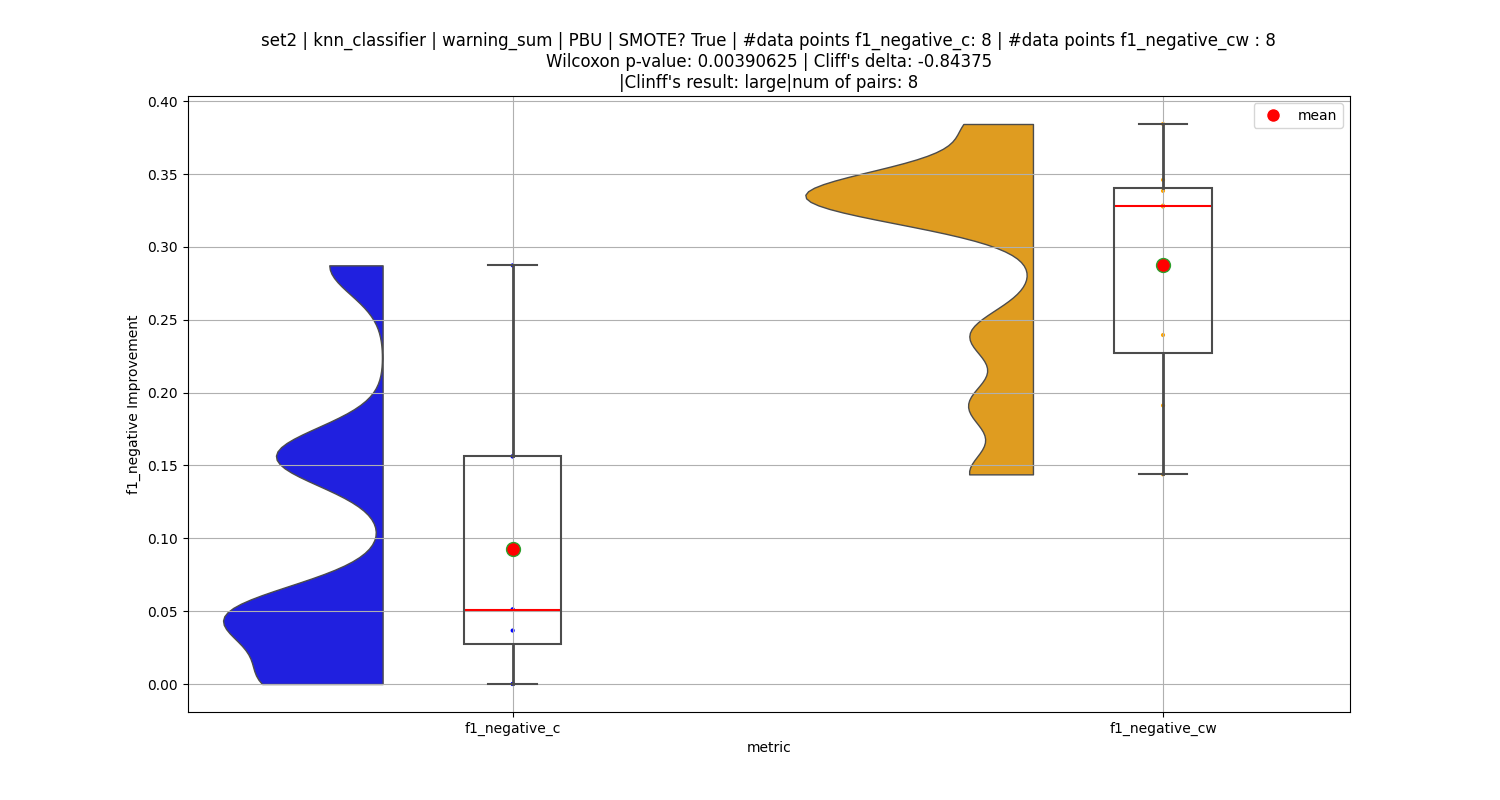 set2 | knn_classifier | warning_sum | PBU | SMOTE? True | #data points f1_negative_c: 8 | #data points f1_negative_cw : 8
Wilcoxon p-value: 0.00390625 | Cliff's delta: -0.84375
|Clinff's result: large|num of pairs: 8
mean
0.40
0.35
0.30
0.25
0.20
0.15
0.10
0.05
0.00
f1_negative Improvement
f1_negative_c
f1_negative_cw
metric